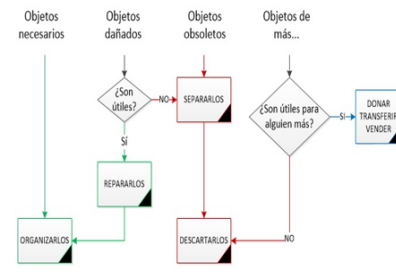 Objetos
necesarios
Objetos
dañados
Objetos
obsoletos
Objetos de
más...
¿Son
útiles?
NO
SEPARARLOS
¿Son útiles para
alguien más?
SI
DONAR
TRANSFERIR
VENDER
Sí
REPARARLOS
ORGANIZARLOS
DESCARTARLOS
NO